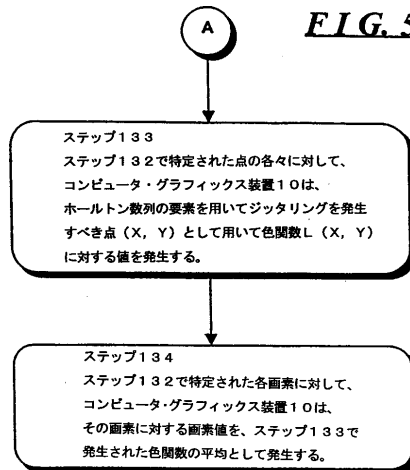 A
FIG. 5
ステップ133
ステップ132で特定された点の各々に対して、
コンピュータ・グラフィックス装置10は、
ホールトン数列の要素を用いてジッタリングを発生
すべき点（X, Y）として用いて色関数L（X, Y）
に対する値を発生する。
ステップ134
ステップ132で特定された各画素に対して、
コンピュータ・グラフィックス装置10は、
その画素に対する画素値を、ステップ133で
発生された色関数の平均として発生する。